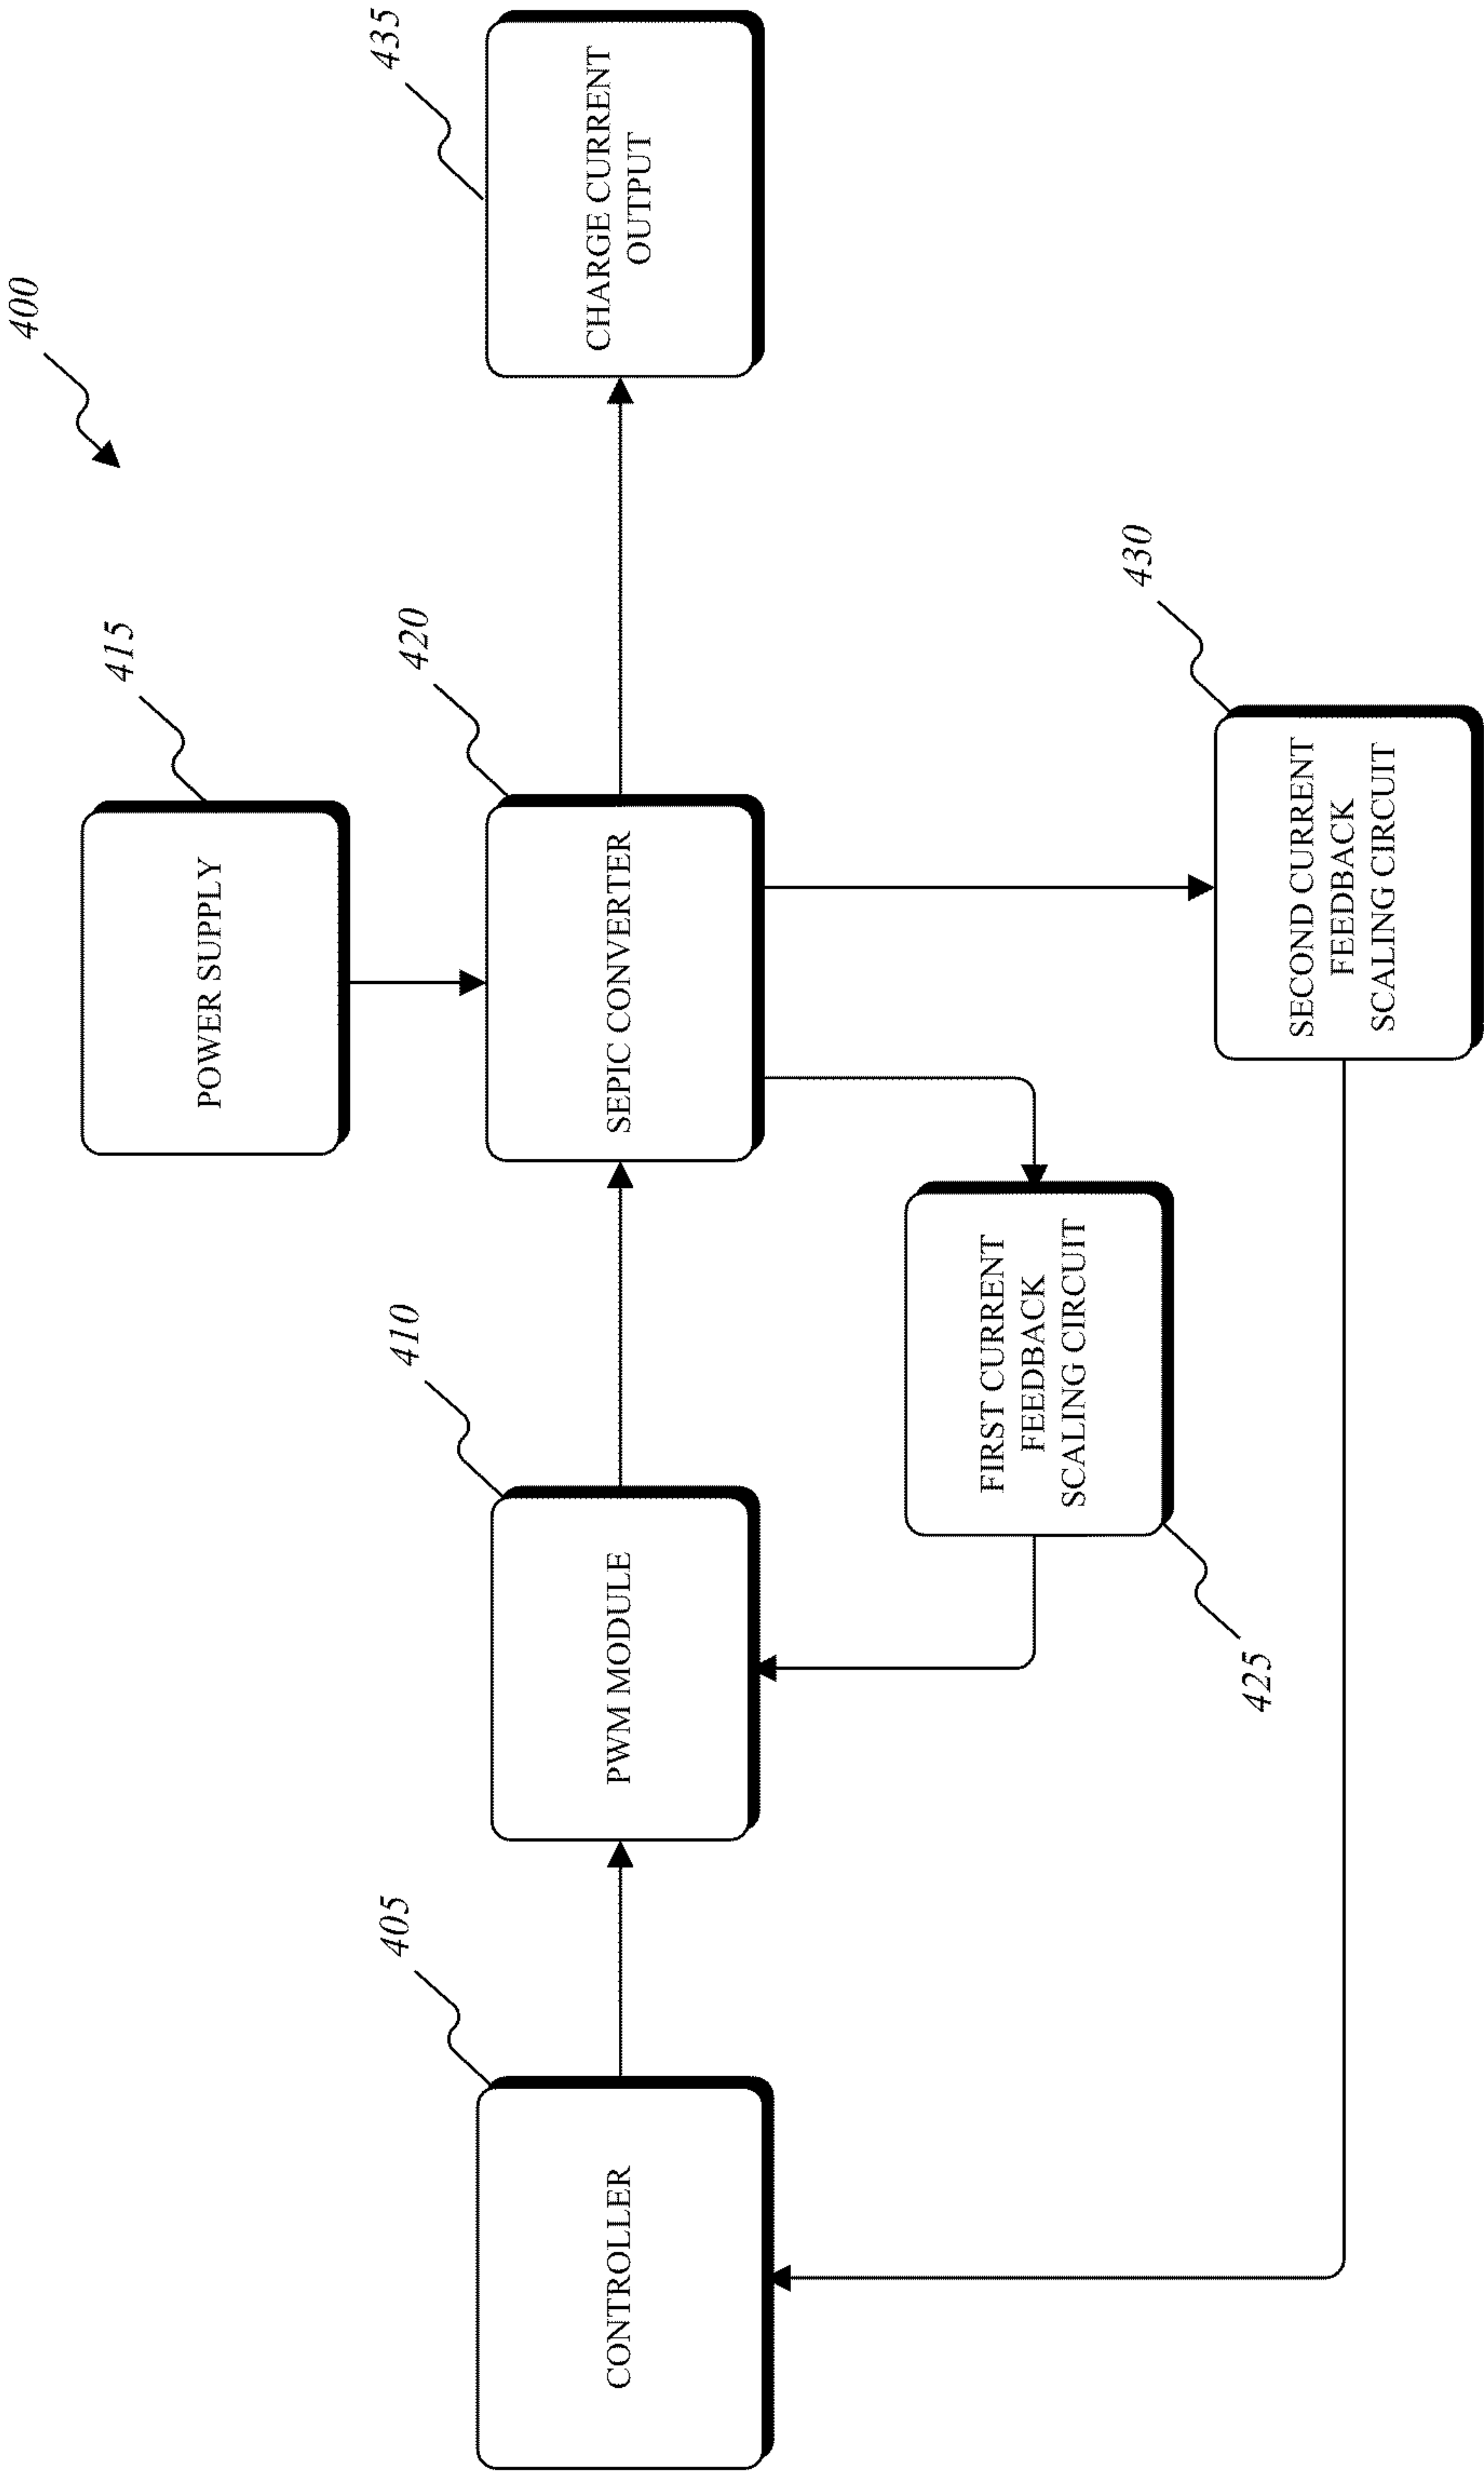 400
415
POWER SUPPLY
405
CONTROLLER
410
PWM MODULE
420
SEPIC CONVERTER
435
CHARGE CURRENT
OUTPUT
FIRST CURRENT
FEEDBACK
SCALING CIRCUIT
425
430
SECOND CURRENT
FEEDBACK
SCALING CIRCUIT